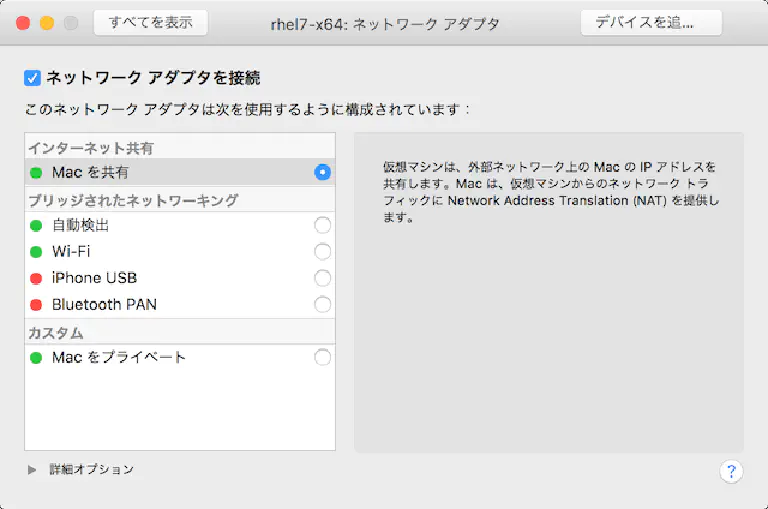 すべてを表示
rhel7-x64: ネットワーク アダプタ
デバイスを追...
ネットワーク アダプタを接続
このネットワーク アダプタは次を使用するように構成されています：
インターネット共有
Mac を共有
ブリッジされたネットワーキング
自動検出
Wi-Fi
iPhone USB
Bluetooth PAN
カスタム
Mac をプライベート
仮想マシンは、外部ネットワーク上の Mac の IP アドレスを
共有します。Mac は、仮想マシンからのネットワーク トラ
フィックに Network Address Translation (NAT) を提供し
ます。
詳細オプション
?